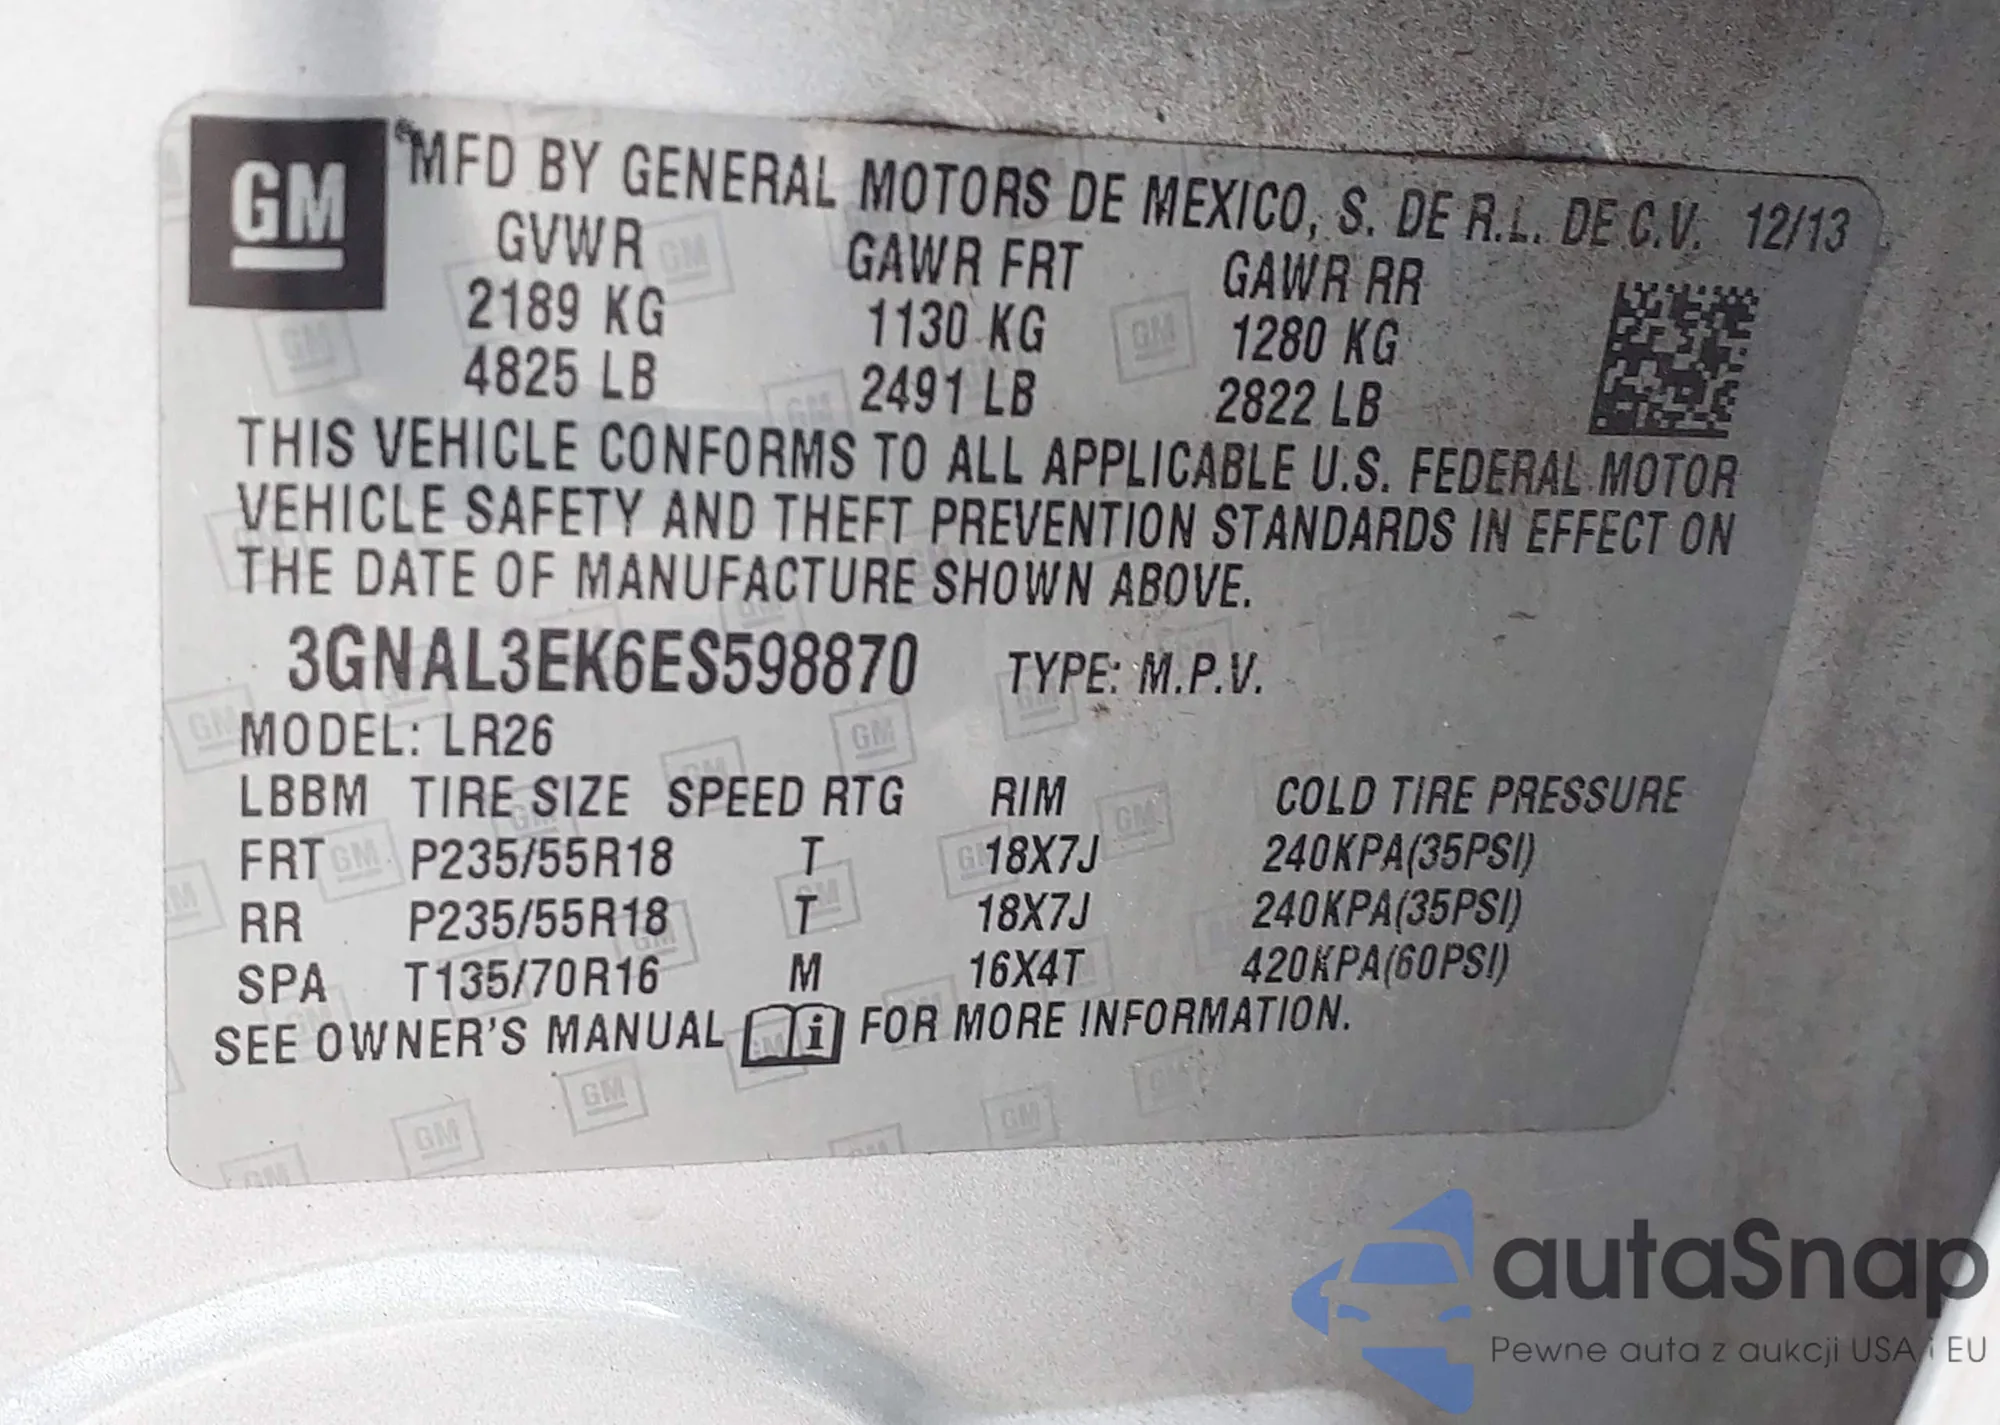 GM
MFD BY GENERAL MOTORS DE MEXICO, S. DE R.L. DE C.V. 12/13
GVWR GAWR FRT GAWR RR
2189 KG 1130 KG 1280 KG
4825 LB 2491 LB 2822 LB
THIS VEHICLE CONFORMS TO ALL APPLICABLE U.S. FEDERAL MOTOR
VEHICLE SAFETY AND THEFT PREVENTION STANDARDS IN EFFECT ON
THE DATE OF MANUFACTURE SHOWN ABOVE.
3GNAL3EK6ES598870 TYPE: M.P.V.
MODEL: LR26
LBBM TIRE SIZE SPEED RTG RIM COLD TIRE PRESSURE
FRT P235/55R18 T 18X7J 240KPA(35PSI)
RR P235/55R18 T 18X7J 240KPA(35PSI)
SPA T135/70R16 M 16X4T 420KPA(60PSI)
SEE OWNER'S MANUAL i FOR MORE INFORMATION.
autaSnap
Pewne auta z aukcji USA i EU